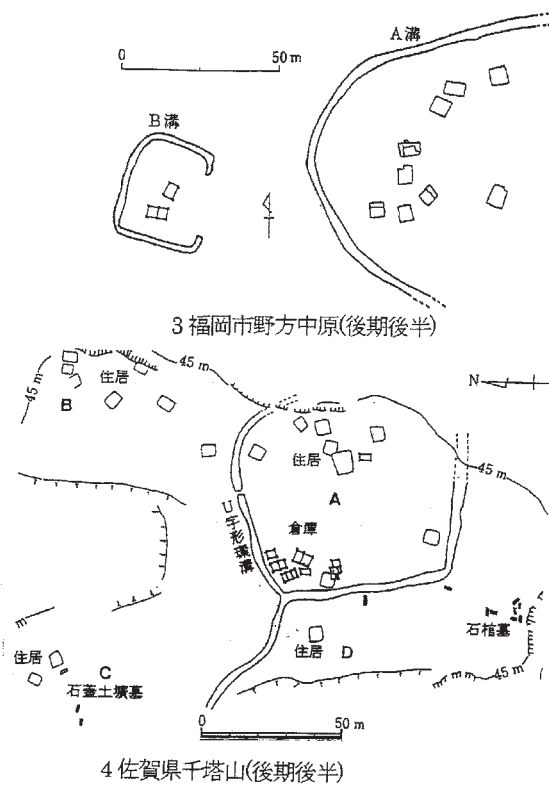 0 50m
A溝
B溝
3福岡市野方中原(後期後半)
45m
45m
住居
B
N
住居
45m
A
U字形環溝
倉庫
石棺墓
m
住居
住居 D
C
石蓋土壙墓
45m
0 50m
4佐賀県千塔山(後期後半)